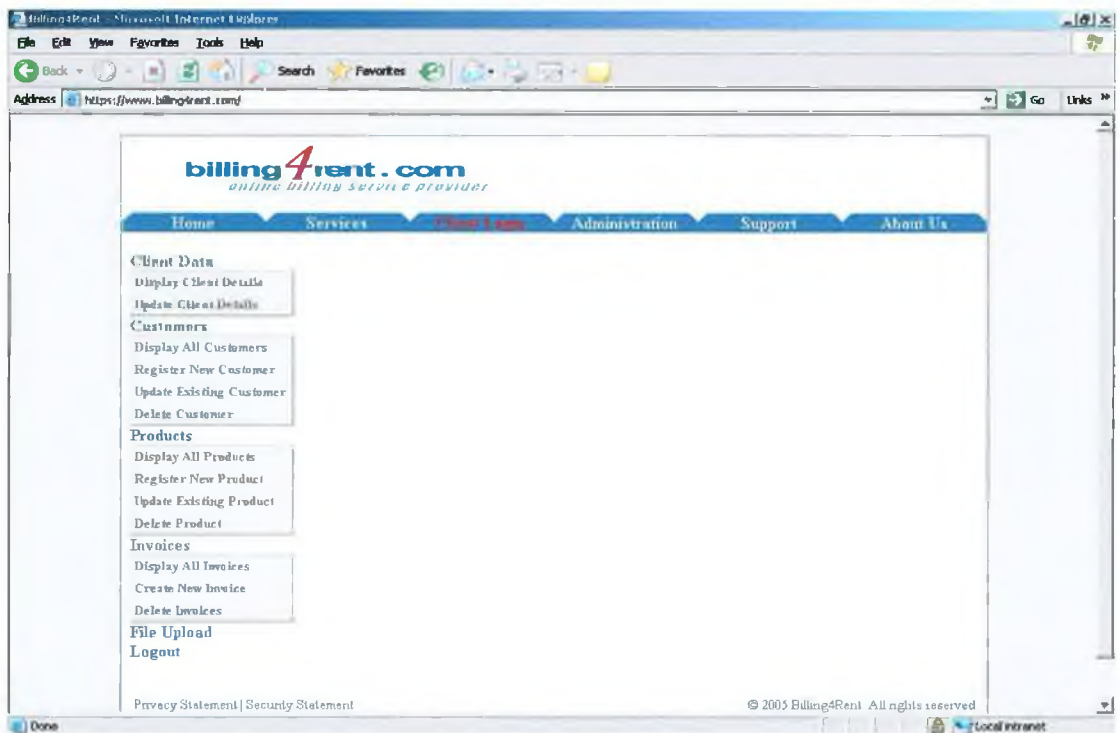 Billing4Rent - Microsoft Internet Explorer
File Edit View Favorites Tools Help
Back Search Favorites
Address https://www.billing4rent.com/ Go Links »
billing4rent.com
online billing service provider
Home Services Client Login Administration Support About Us
Client Data
Display Client Details
Update Client Details
Customers
Display All Customers
Register New Customer
Update Existing Customer
Delete Customer
Products
Display All Products
Register New Product
Update Existing Product
Delete Product
Invoices
Display All Invoices
Create New Invoice
Delete Invoices
File Upload
Logout
Privacy Statement | Security Statement © 2005 Billing4Rent All rights reserved
Done Local intranet